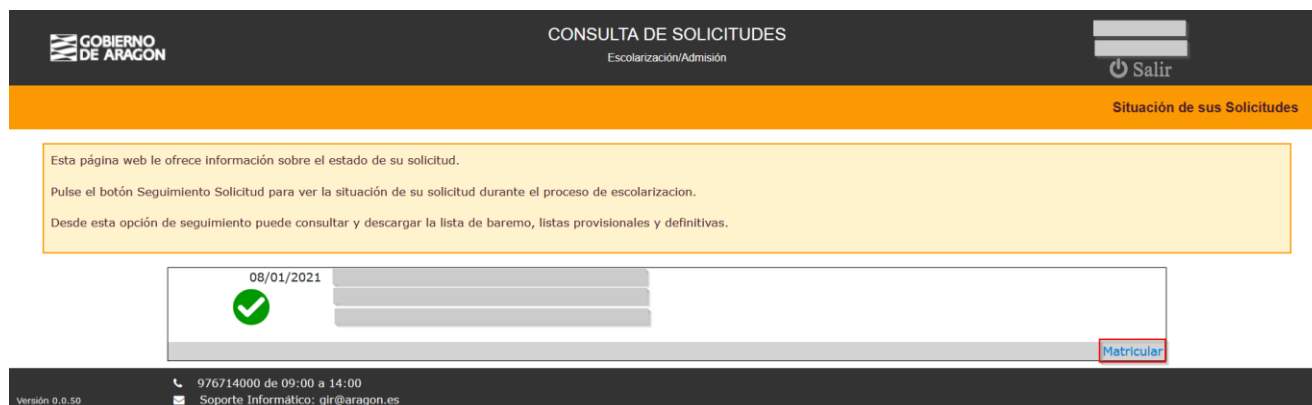 GOBIERNO
DE ARAGON
CONSULTA DE SOLICITUDES
Escolarización/Admisión
Salir
Situación de sus Solicitudes
Esta página web le ofrece información sobre el estado de su solicitud.
Pulse el botón Seguimiento Solicitud para ver la situación de su solicitud durante el proceso de escolarizacion.
Desde esta opción de seguimiento puede consultar y descargar la lista de baremo, listas provisionales y definitivas.
08/01/2021
Matricular
976714000 de 09:00 a 14:00
Versión 0.0.50
Soporte Informático: gir@aragon.es